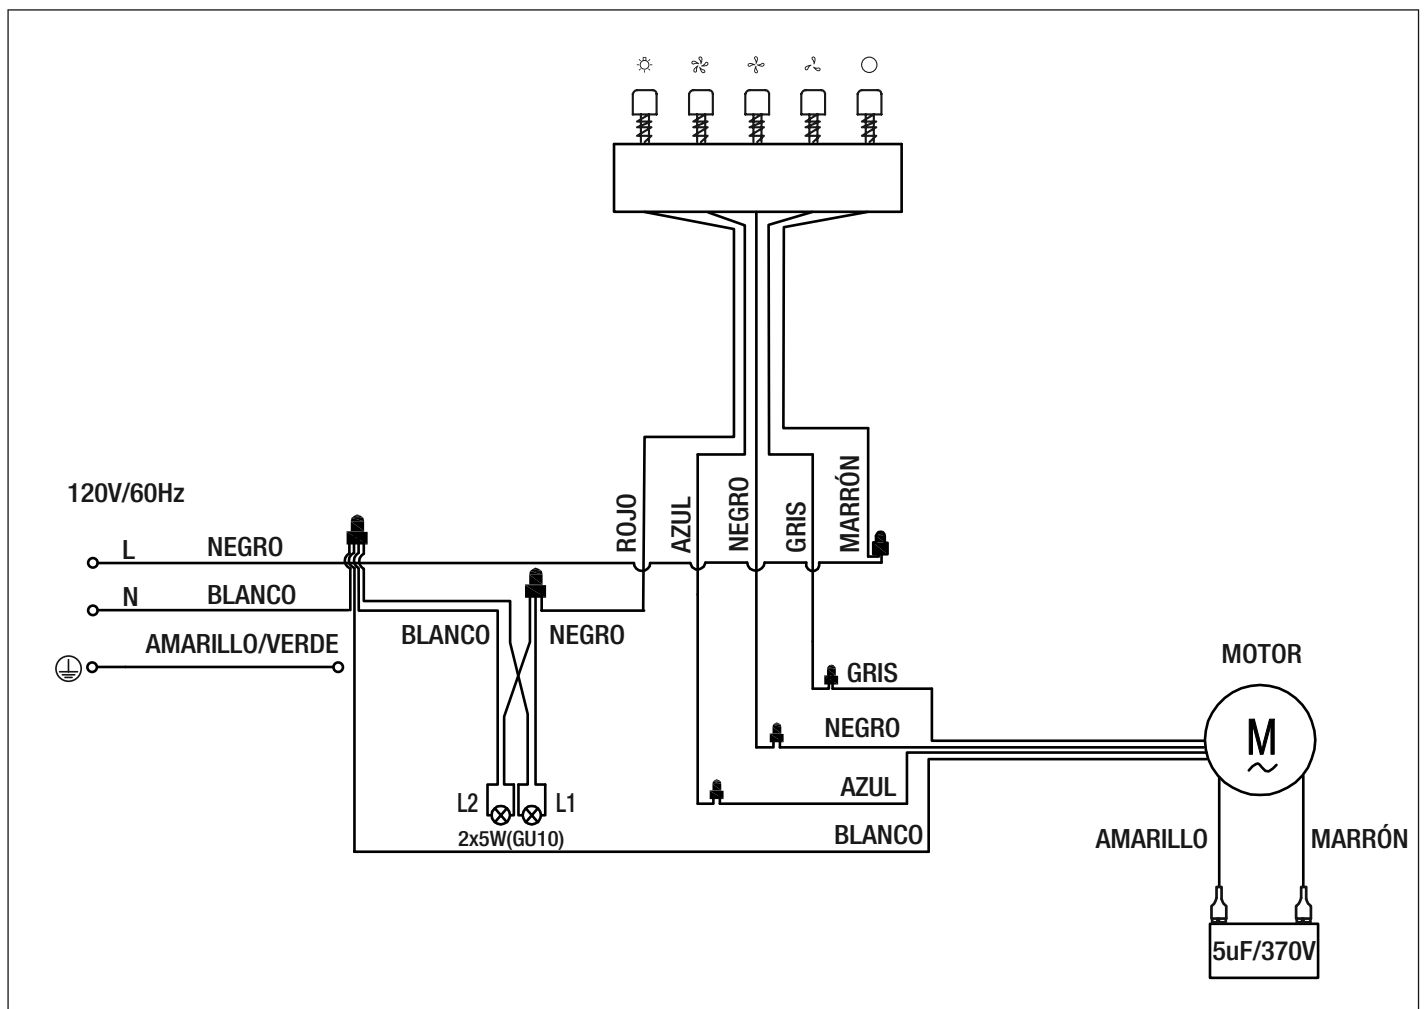 120V/60Hz
L
NEGRO
N
BLANCO
AMARILLO/VERDE
ROJO
AZUL
NEGRO
GRIS
MARRÓN
BLANCO
NEGRO
L2
L1
2x5W(GU10)
GRIS
NEGRO
AZUL
BLANCO
MOTOR
M
AMARILLO
MARRÓN
5uF/370V